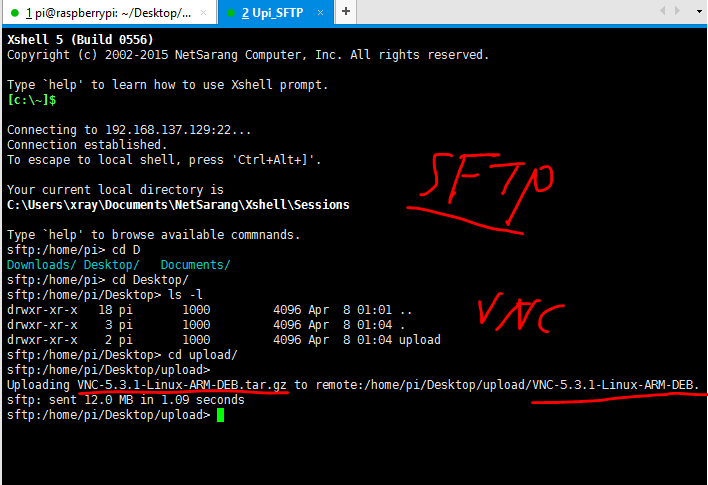 1 pi@raspberrypi: ~/Desktop/... × 2 Upi_SFTP ×
Xshell 5 (Build 0556)
Copyright (c) 2002-2015 NetSarang Computer, Inc. All rights reserved.
Type `help' to learn how to use Xshell prompt.
[c:\~]$
Connecting to 192.168.137.129:22...
Connection established.
To escape to local shell, press 'Ctrl+Alt+]'.
SFTP
Your current local directory is
C:\Users\xray\Documents\NetSarang\Xshell\Sessions
Type `help' to browse available commnands.
sftp:/home/pi> cd D
Downloads/ Desktop/   Documents/
sftp:/home/pi> cd Desktop/
sftp:/home/pi/Desktop> ls -l
drwxr-xr-x   18 pi       1000         4096 Apr  8 01:01 ..
VNC
drwxr-xr-x    3 pi       1000         4096 Apr  8 01:04 .
drwxr-xr-x    2 pi       1000         4096 Apr  8 01:04 upload
sftp:/home/pi/Desktop> cd upload/
sftp:/home/pi/Desktop/upload>
Uploading VNC-5.3.1-Linux-ARM-DEB.tar.gz to remote:/home/pi/Desktop/upload/VNC-5.3.1-Linux-ARM-DEB.
sftp: sent 12.0 MB in 1.09 seconds
sftp:/home/pi/Desktop/upload>